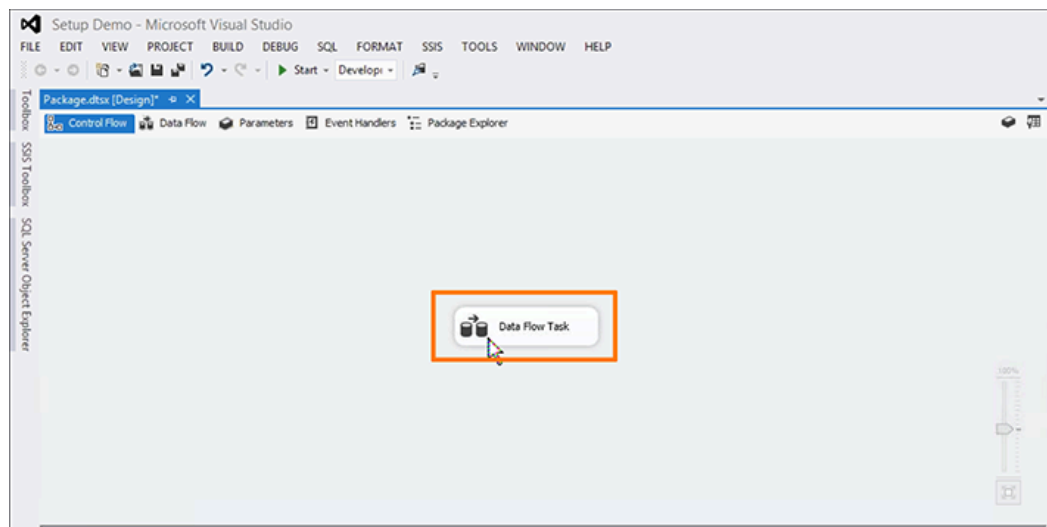 Setup Demo - Microsoft Visual Studio
FILE EDIT VIEW PROJECT BUILD DEBUG SQL FORMAT SSIS TOOLS WINDOW HELP
Start Develop
Package.dtsx [Design]*
Control Flow Data Flow Parameters Event Handlers Package Explorer
Toolbox
SSIS Toolbox
SQL Server Object Explorer
Data Flow Task
100%